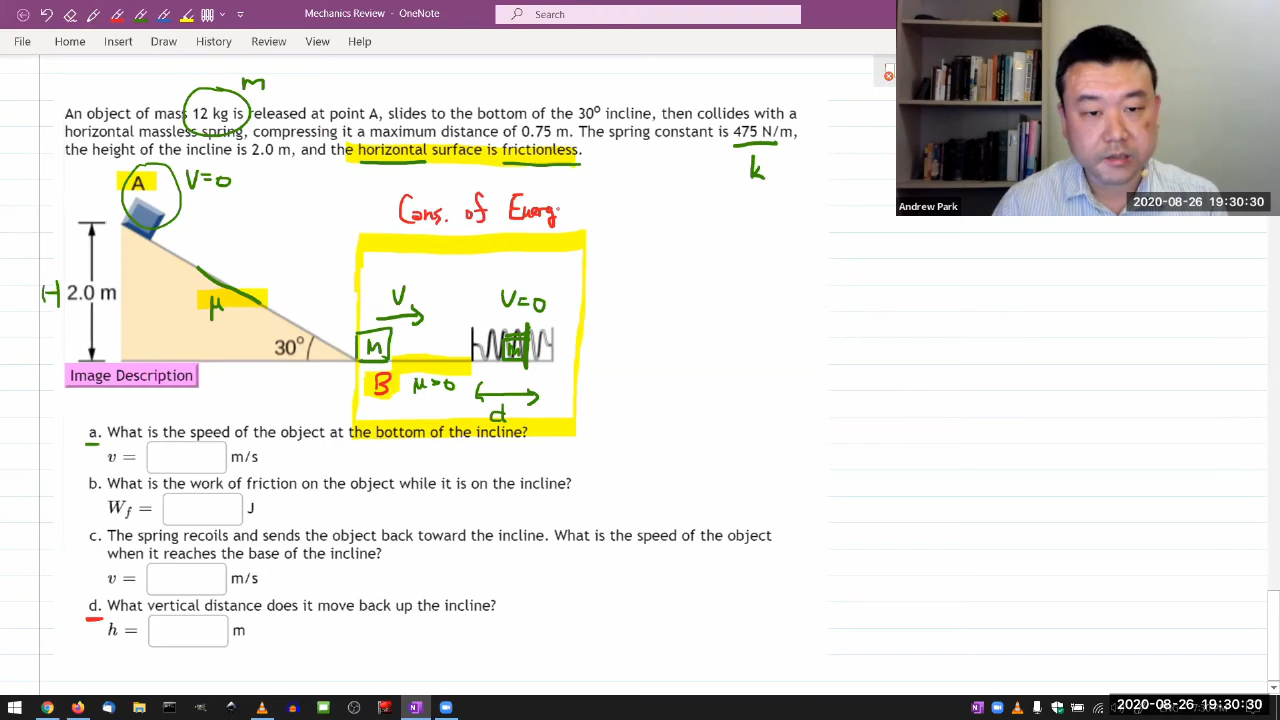 Mechanics Review
Search
File Home Insert Draw History Review View Help
m
An object of mass 12 kg is released at point A, slides to the bottom of the 30° incline, then collides with a
horizontal massless spring, compressing it a maximum distance of 0.75 m. The spring constant is 475 N/m,
the height of the incline is 2.0 m, and the horizontal surface is frictionless.
k
A
V=0
Cons. of Energ
H 2.0 m
μ
V
V=0
30°
m
m
Image Description
B
μ=0
d
a. What is the speed of the object at the bottom of the incline?
v = m/s
b. What is the work of friction on the object while it is on the incline?
Wf = J
c. The spring recoils and sends the object back toward the incline. What is the speed of the object
when it reaches the base of the incline?
v = m/s
d. What vertical distance does it move back up the incline?
h = m
Andrew Park
2020-08-26 19:30:30
2020-08-26 19:30:30